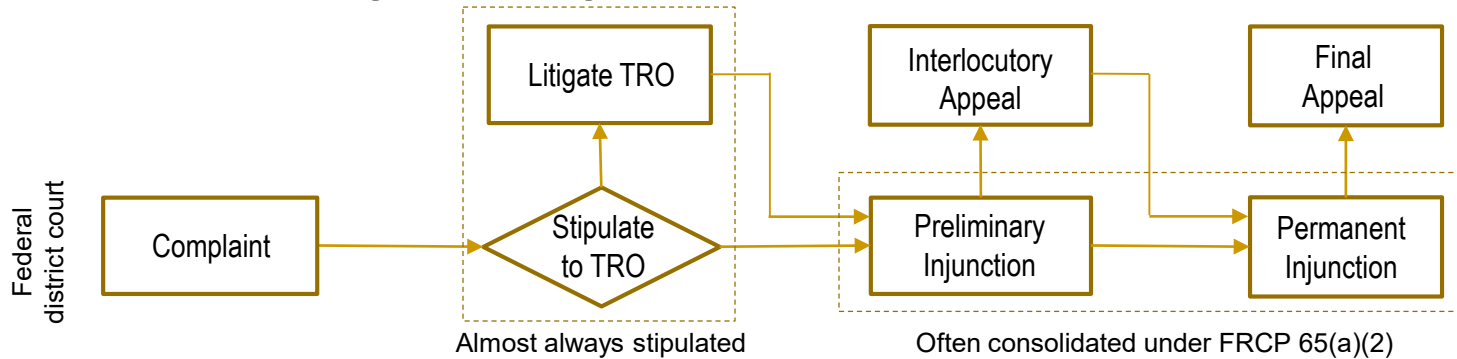 Litigate TRO
Interlocutory
Appeal
Final
Appeal
Federal
district court
Complaint
Stipulate
to TRO
Preliminary
Injunction
Permanent
Injunction
Almost always stipulated
Often consolidated under FRCP 65(a)(2)